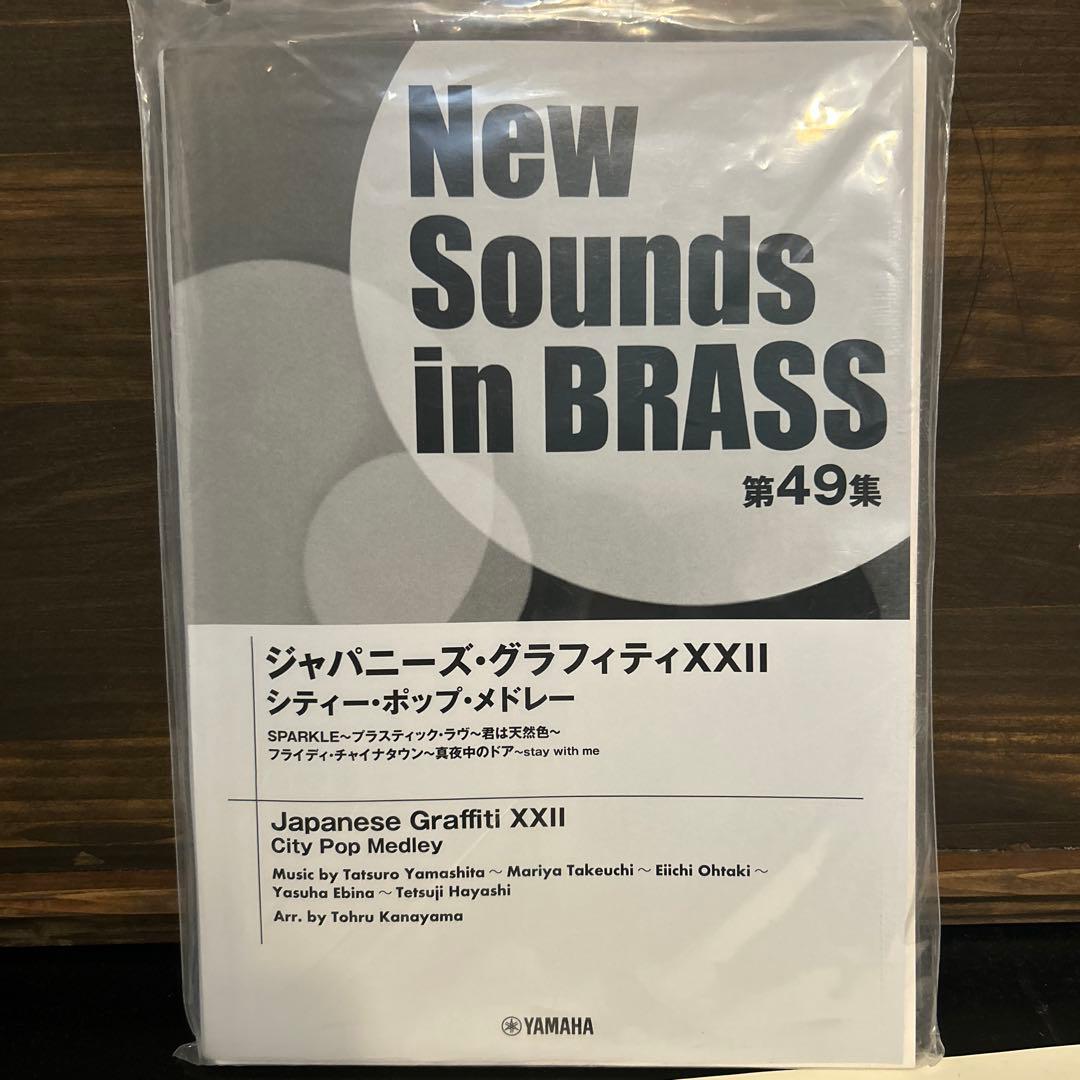 New
Sounds
in BRASS
第49集
ジャパニーズ・グラフィティXXII
シティー・ポップ・メドレー
SPARKLE～プラスティック・ラヴ～君は天然色～
フライディ・チャイナタウン～真夜中のドア～stay with me
Japanese Graffiti XXII
City Pop Medley
Music by Tatsuro Yamashita～Mariya Takeuchi～Eiichi Ohtaki～
Yasuha Ebina～Tetsuji Hayashi
Arr. by Tohru Kanayama
YAMAHA